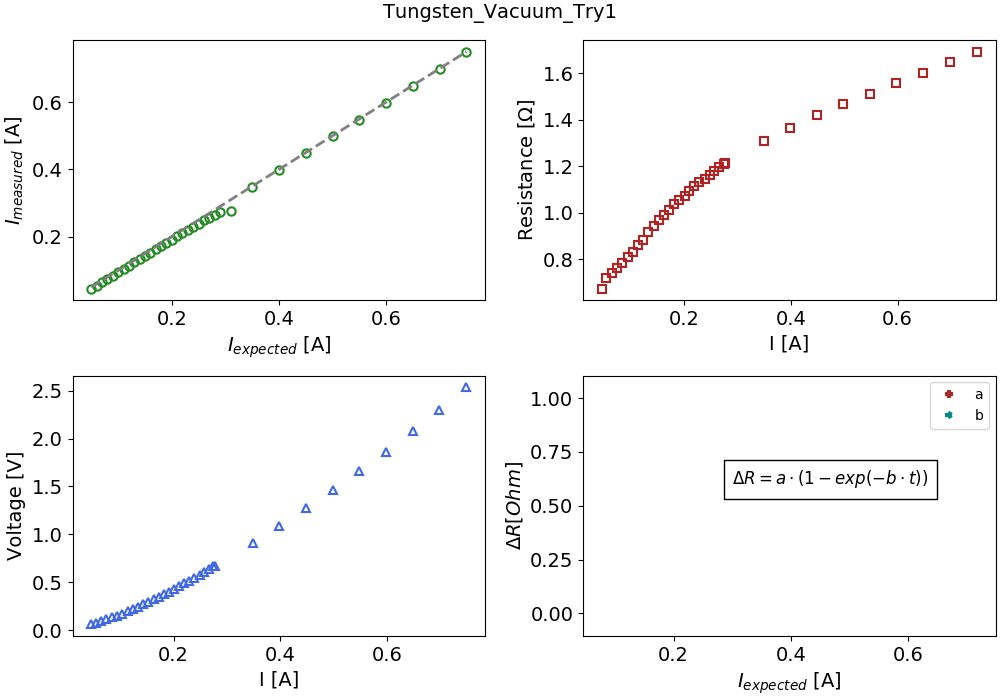 Tungsten_Vacuum_Try1
I_measured [A]
0.6
0.4
0.2
0.2 0.4 0.6
I_expected [A]
Resistance [Ω]
1.6
1.4
1.2
1.0
0.8
0.2 0.4 0.6
I [A]
Voltage [V]
2.5
2.0
1.5
1.0
0.5
0.0
0.2 0.4 0.6
I [A]
ΔR[Ohm]
1.00
0.75
0.50
0.25
0.00
a
b
ΔR = a · (1 − exp(−b · t))
0.2 0.4 0.6
I_expected [A]